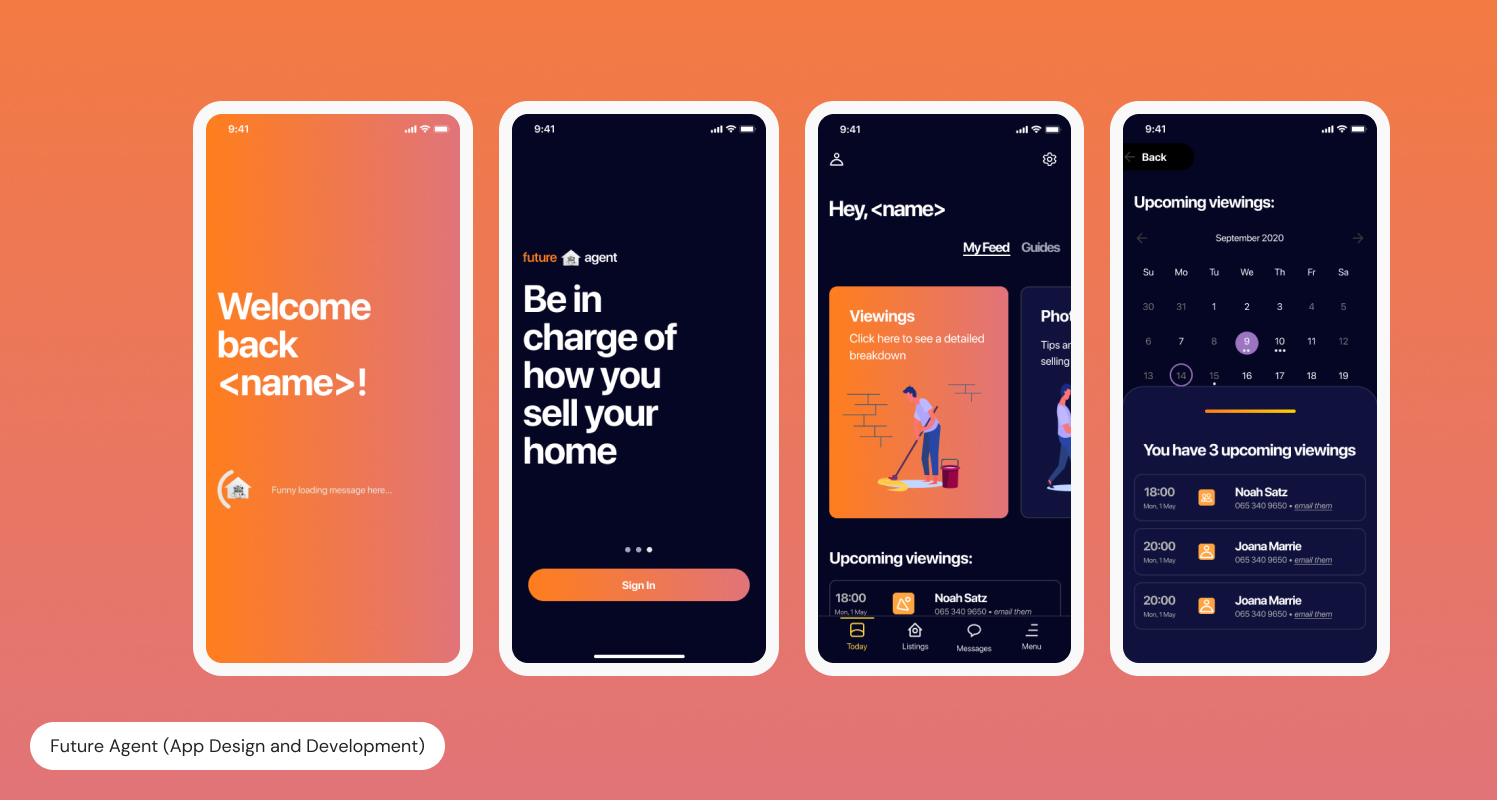 9:41
Welcome
back
<name>!
Funny loading message here...
9:41
future agent
Be in
charge of
how you
sell your
home
Sign In
9:41
Hey, <name>
My Feed Guides
Viewings
Click here to see a detailed
breakdown
Phot
Tips an
selling
Upcoming viewings:
18:00 Noah Satz
Mon, 1 May 065 340 9650 • email them
Today Listings Messages Menu
9:41
Back
Upcoming viewings:
September 2020
Su Mo Tu We Th Fr Sa
30 31 1 2 3 4 5
6 7 8 9 10 11 12
13 14 15 16 17 18 19
You have 3 upcoming viewings
18:00 Noah Satz
Mon, 1 May 065 340 9650 • email them
20:00 Joana Marrie
Mon, 1 May 065 340 9650 • email them
20:00 Joana Marrie
Mon, 1 May 065 340 9650 • email them
Future Agent (App Design and Development)